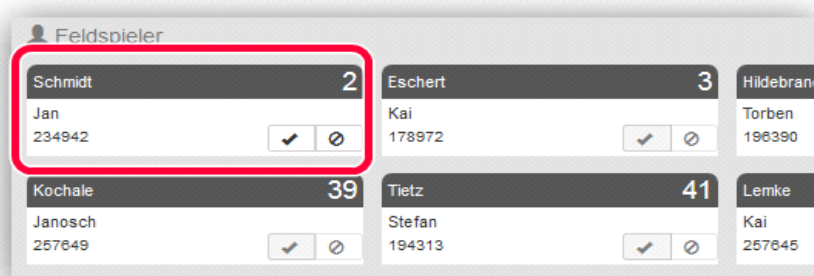 Feldspieler
Schmidt 2 Eschert 3 Hildebran
Jan Kai Torben
234942 178972 196390
Kochale 39 Tietz 41 Lemke
Janosch Stefan Kai
257649 194313 257645